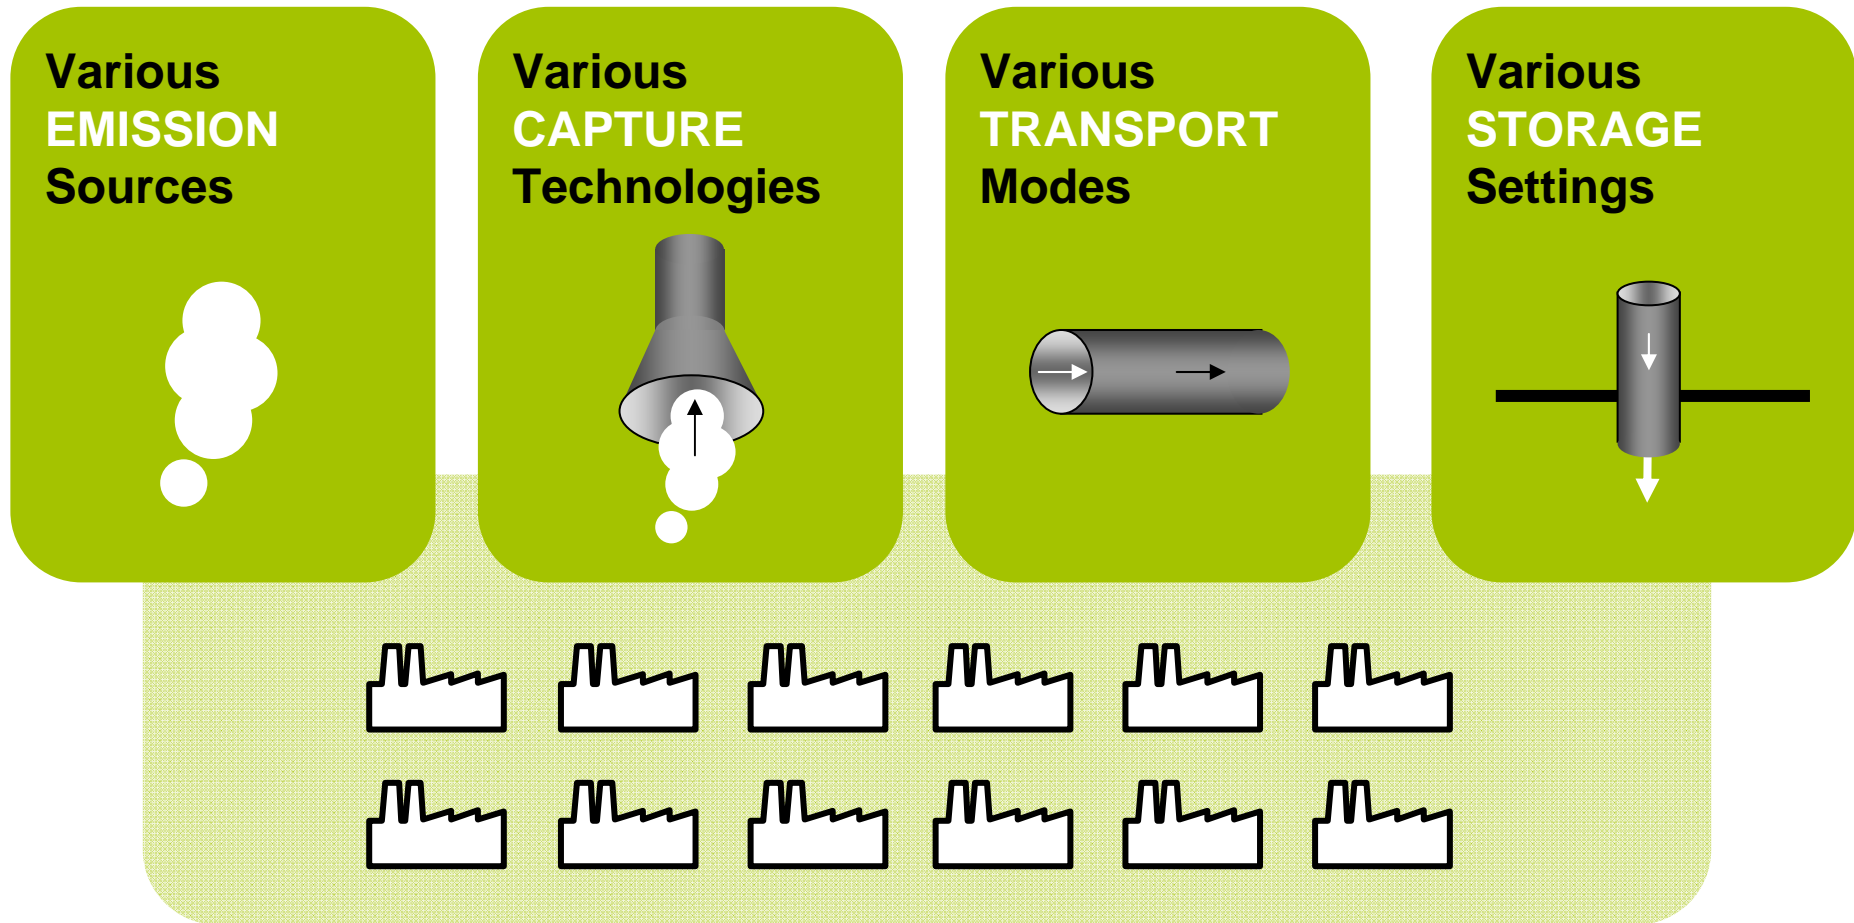 Various
EMISSION
Sources
Various
CAPTURE
Technologies
Various
TRANSPORT
Modes
Various
STORAGE
Settings